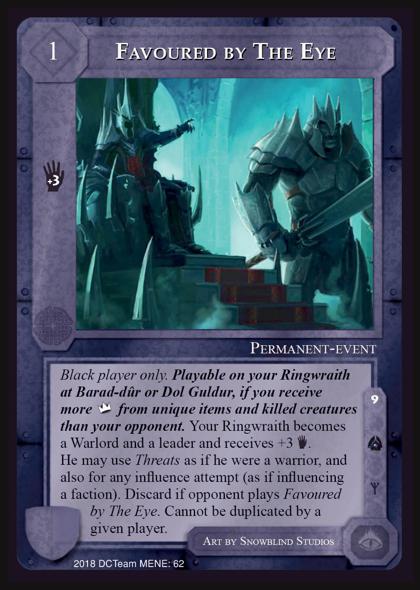 1
FAVOURED BY THE EYE
+3
PERMANENT-EVENT
Black player only. Playable on your Ringwraith
at Barad-dûr or Dol Guldur, if you receive
more from unique items and killed creatures
than your opponent. Your Ringwraith becomes
a Warlord and a leader and receives +3 .
He may use Threats as if he were a warrior, and
also for any influence attempt (as if influencing
a faction). Discard if opponent plays Favoured
by The Eye. Cannot be duplicated by a
given player.
9
ART BY SNOWBLIND STUDIOS
2018 DCTeam MENE: 62